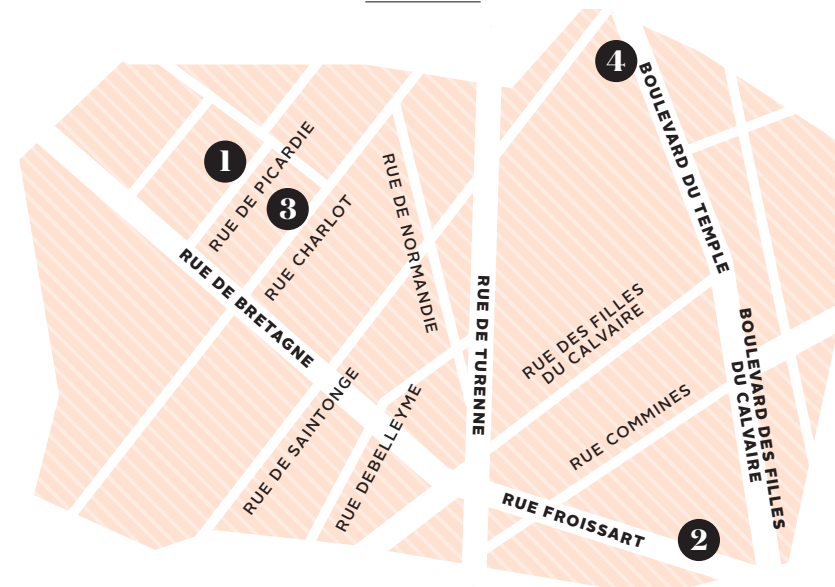 4
BOULEVARD DU TEMPLE
1
RUE DE PICARDIE
3
RUE CHARLOT
RUE DE NORMANDIE
RUE DE BRETAGNE
RUE DE TURENNE
RUE DES FILLES
DU CALVAIRE
BOULEVARD DES FILLES
DU CALVAIRE
RUE COMMINES
RUE DE SAINTONGE
RUE DEBELLEYME
RUE FROISSART
2